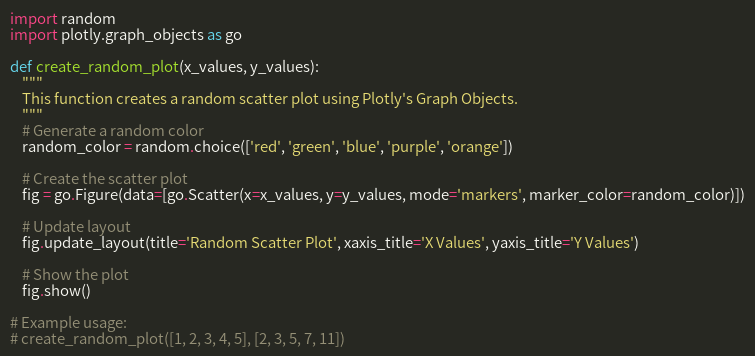 import random
import plotly.graph_objects as go

def create_random_plot(x_values, y_values):
    """
    This function creates a random scatter plot using Plotly's Graph Objects.
    """
    # Generate a random color
    random_color = random.choice(['red', 'green', 'blue', 'purple', 'orange'])

    # Create the scatter plot
    fig = go.Figure(data=[go.Scatter(x=x_values, y=y_values, mode='markers', marker_color=random_color)])

    # Update layout
    fig.update_layout(title='Random Scatter Plot', xaxis_title='X Values', yaxis_title='Y Values')

    # Show the plot
    fig.show()

# Example usage:
# create_random_plot([1, 2, 3, 4, 5], [2, 3, 5, 7, 11])